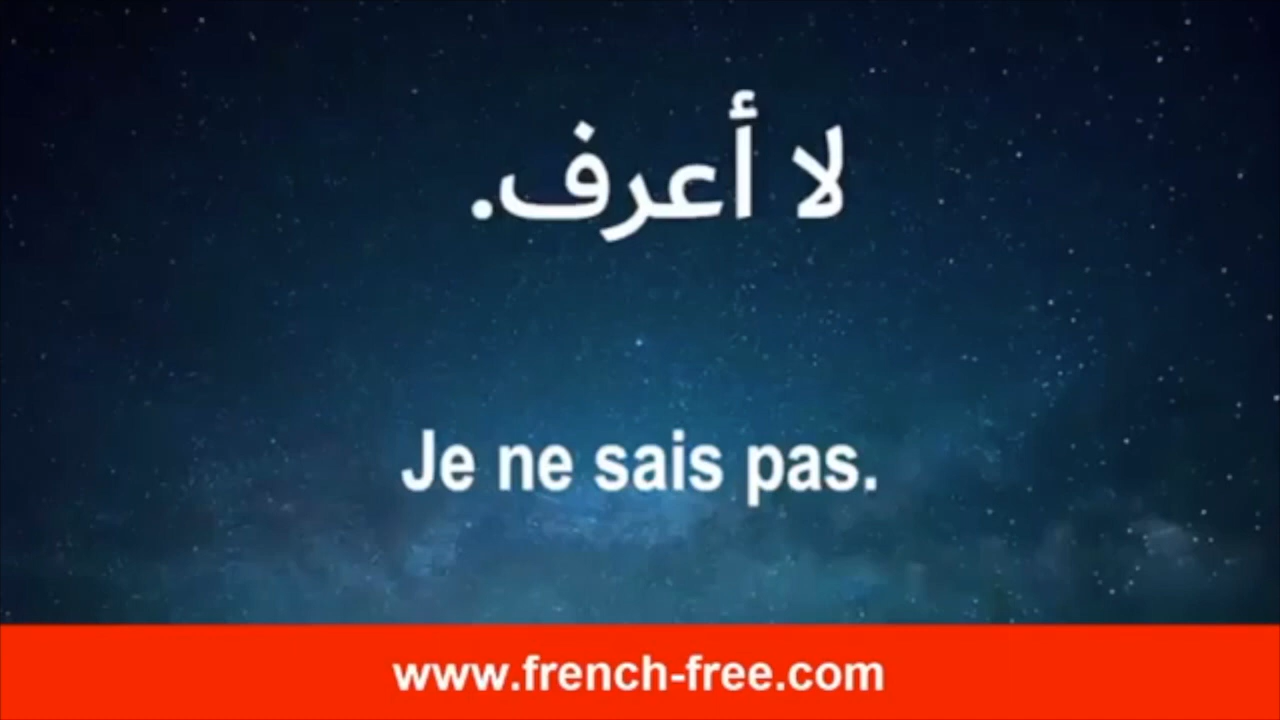 لا أعرف.
Je ne sais pas.
www.french-free.com